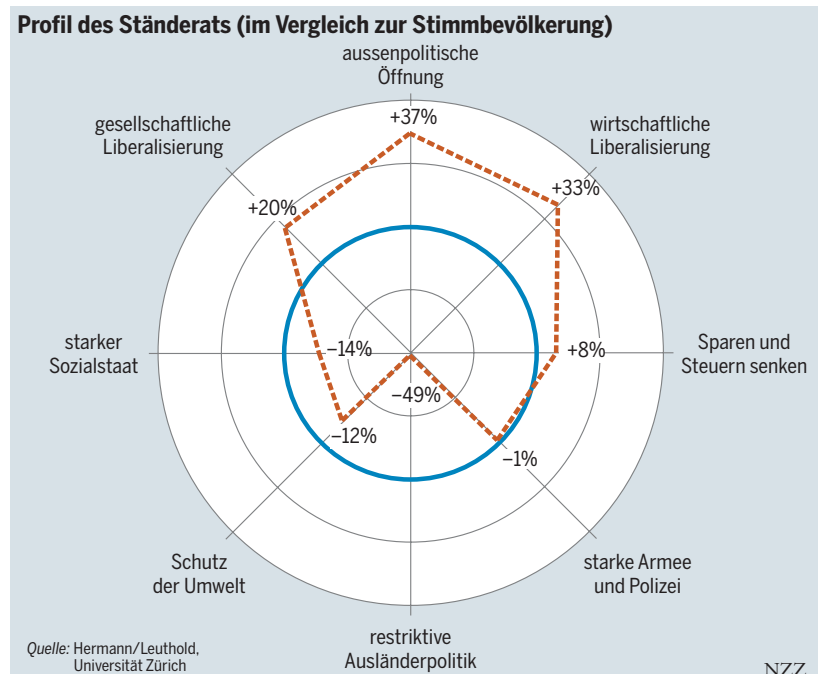 Profil des Ständerats (im Vergleich zur Stimmbevölkerung)
aussenpolitische
Öffnung
+37%
gesellschaftliche
Liberalisierung
wirtschaftliche
Liberalisierung
+33%
+20%
starker
Sozialstaat
–14%
+8%
Sparen und
Steuern senken
–49%
–12%
–1%
Schutz
der Umwelt
starke Armee
und Polizei
restriktive
Ausländerpolitik
Quelle: Hermann/Leuthold,
Universität Zürich
NZZ